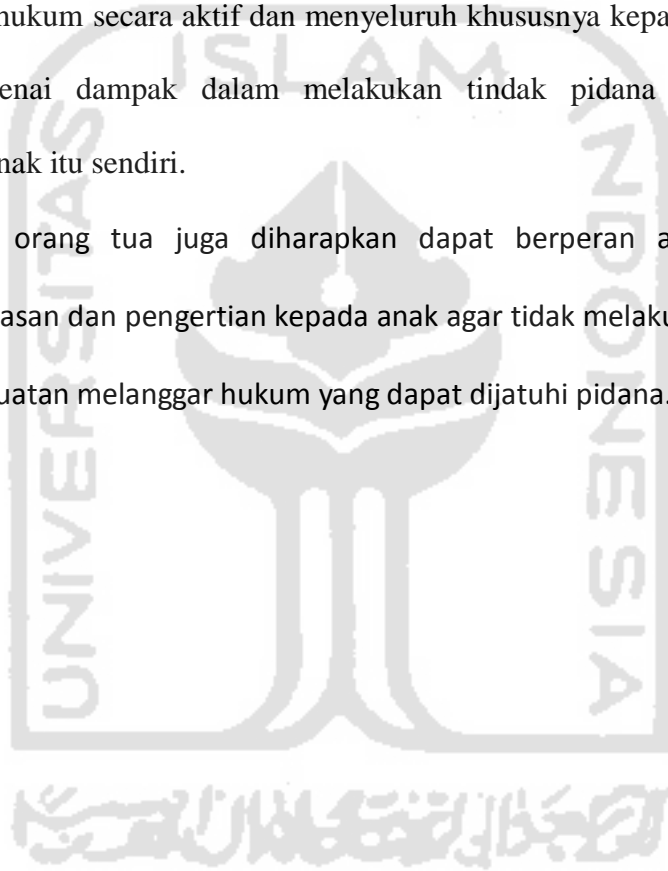 hukum secara aktif dan menyeluruh khususnya kepa
enai dampak dalam melakukan tindak pidana
nak itu sendiri.
orang tua juga diharapkan dapat berperan a
asan dan pengertian kepada anak agar tidak melaku
uatan melanggar hukum yang dapat dijatuhi pidana.
ISLAM
UNIVERSITAS
INDONESIA